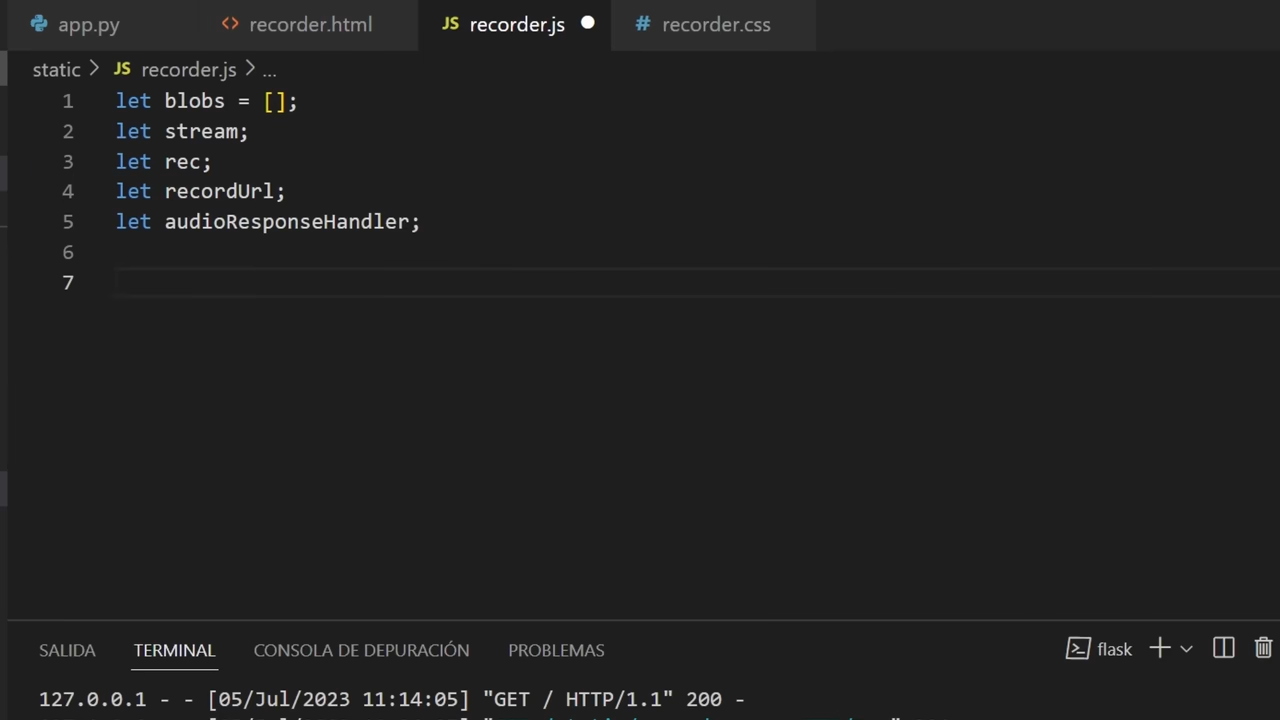 app.py <> recorder.html JS recorder.js # recorder.css
static > JS recorder.js > ...
1 let blobs = [];
2 let stream;
3 let rec;
4 let recordUrl;
5 let audioResponseHandler;
6
7
SALIDA TERMINAL CONSOLA DE DEPURACIÓN PROBLEMAS flask
127.0.0.1 - - [05/Jul/2023 11:14:05] "GET / HTTP/1.1" 200 -